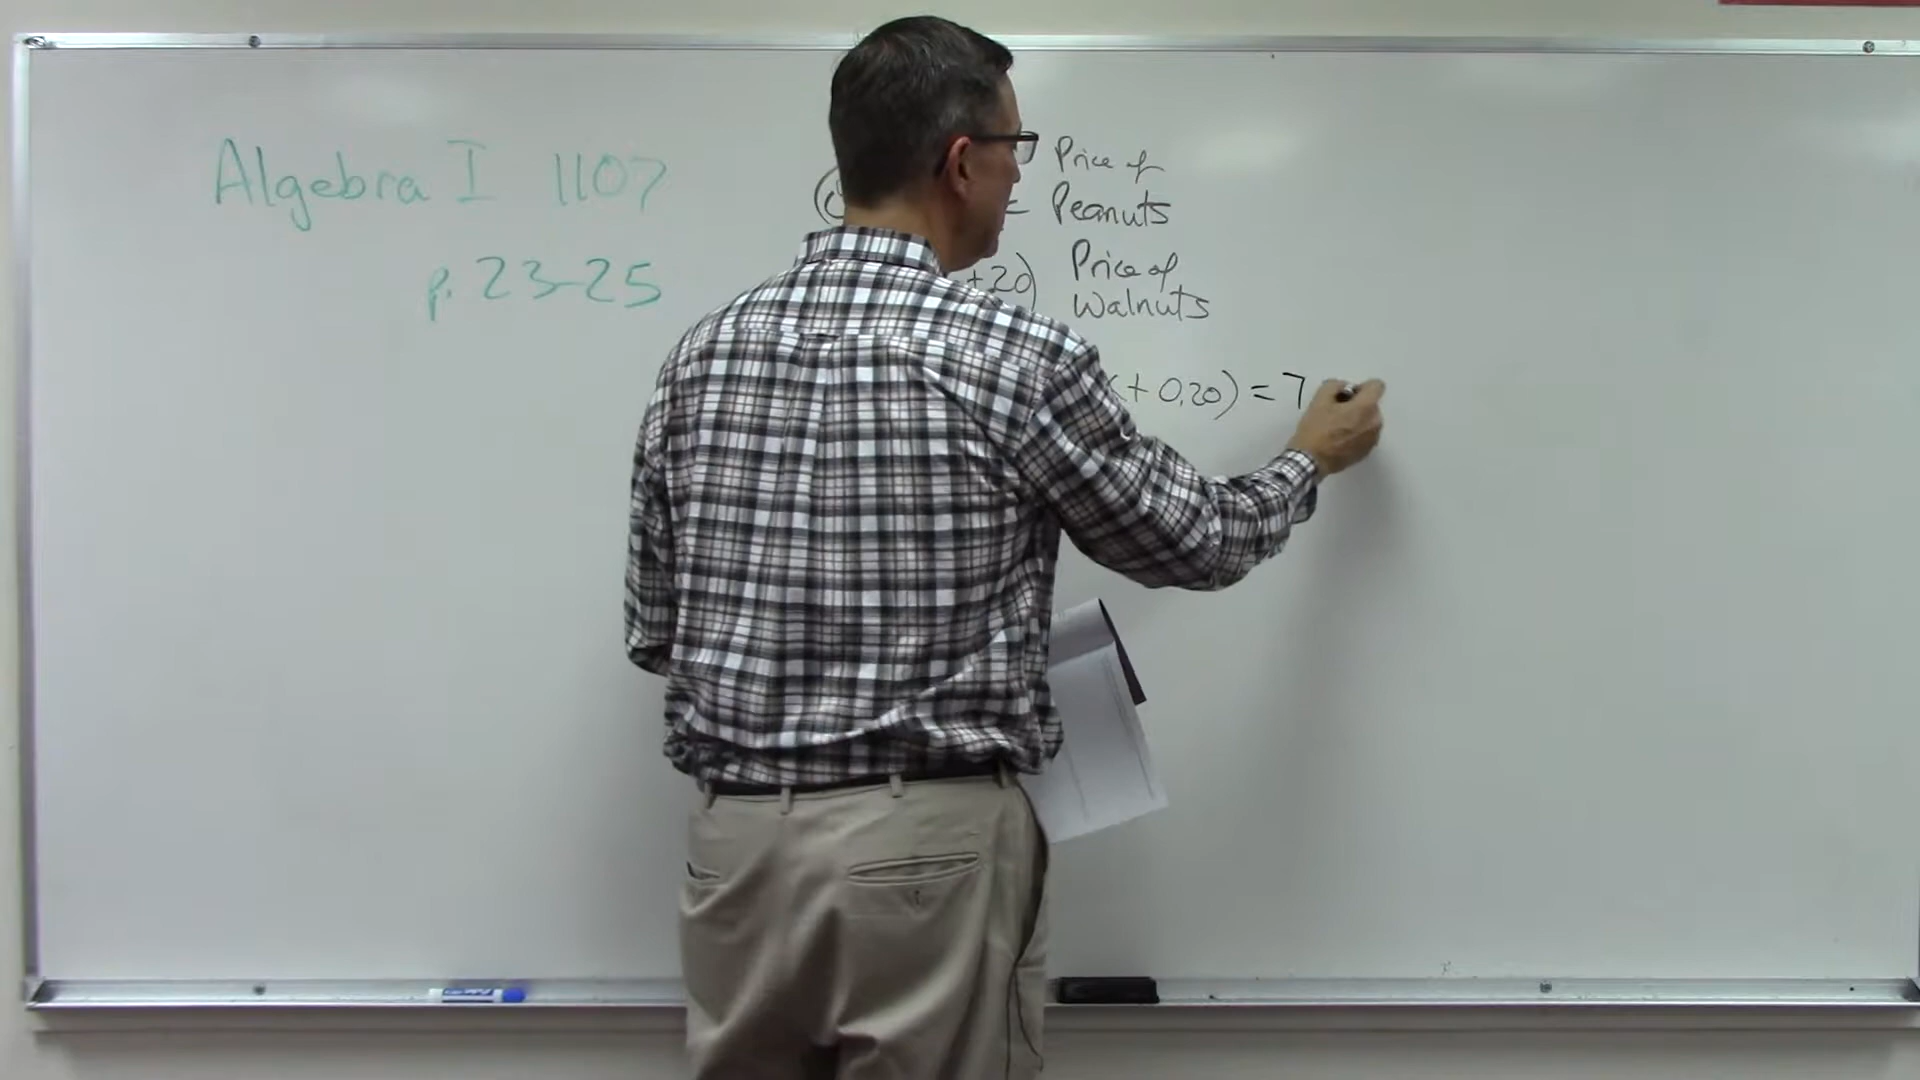 Algebra I 1107
p. 23-25
Price of
= Peanuts
+20) Price of
Walnuts
+ 0.20) = 7